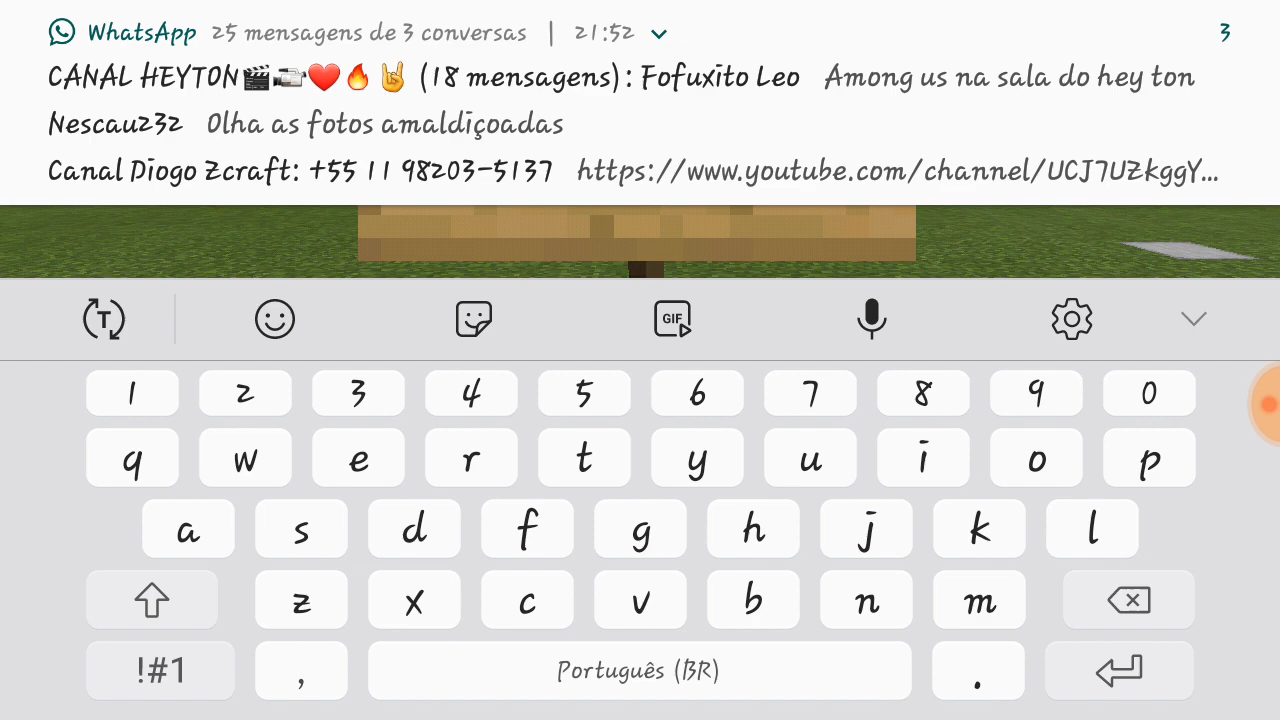 WhatsApp 25 mensagens de 3 conversas | 21:52 3
CANAL HEYTON🎬📹❤️🔥🤘 (18 mensagens): Fofuxito Leo Among us na sala do hey ton
Nescau232 Olha as fotos amaldiçoadas
Canal Diogo Zcraft: +55 11 98203-5137 https://www.youtube.com/channel/UCJ7UZkggY...
T GIF
1 2 3 4 5 6 7 8 9 0
q w e r t y u i o p
a s d f g h j k l
z x c v b n m
!#1 , Português (BR) .